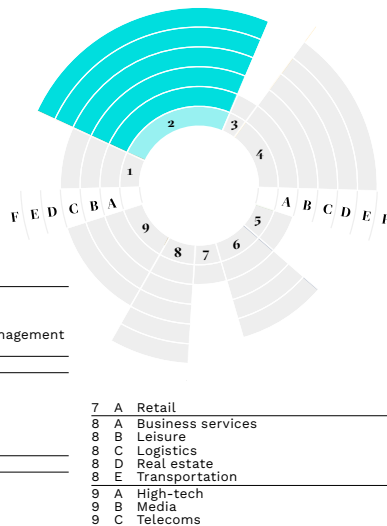 2
3
1
4
F E D C B A
A B C D E F
9
5
8 7 6
nagement
7 A Retail
8 A Business services
8 B Leisure
8 C Logistics
8 D Real estate
8 E Transportation
9 A High-tech
9 B Media
9 C Telecoms